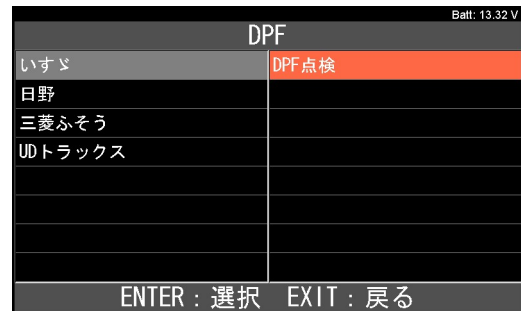 Batt: 13.32 V
DPF
いすゞ
DPF点検
日野
三菱ふそう
UDトラックス
ENTER：選択 EXIT：戻る